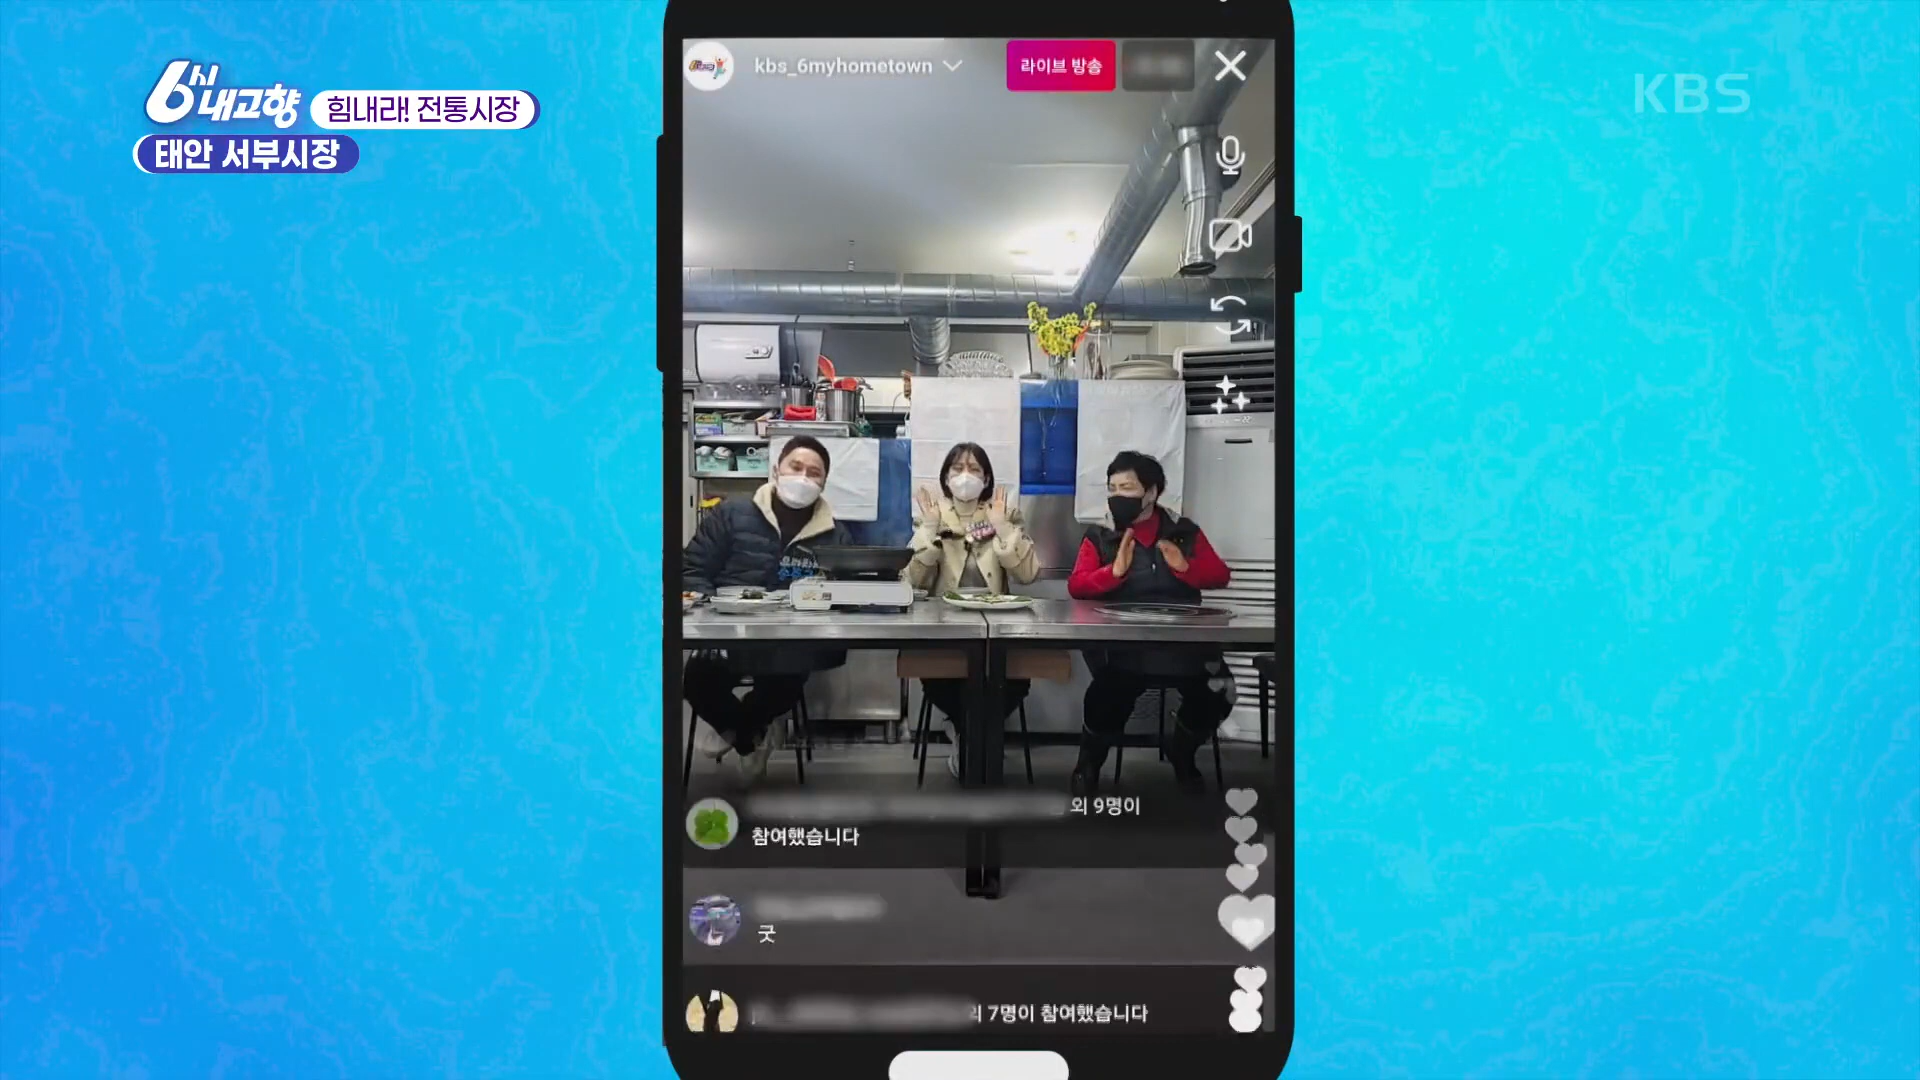 6시 내고향
힘내라! 전통시장
태안 서부시장
KBS
kbs_6myhometown
라이브 방송
외 9명이
참여했습니다
굿
외 7명이 참여했습니다